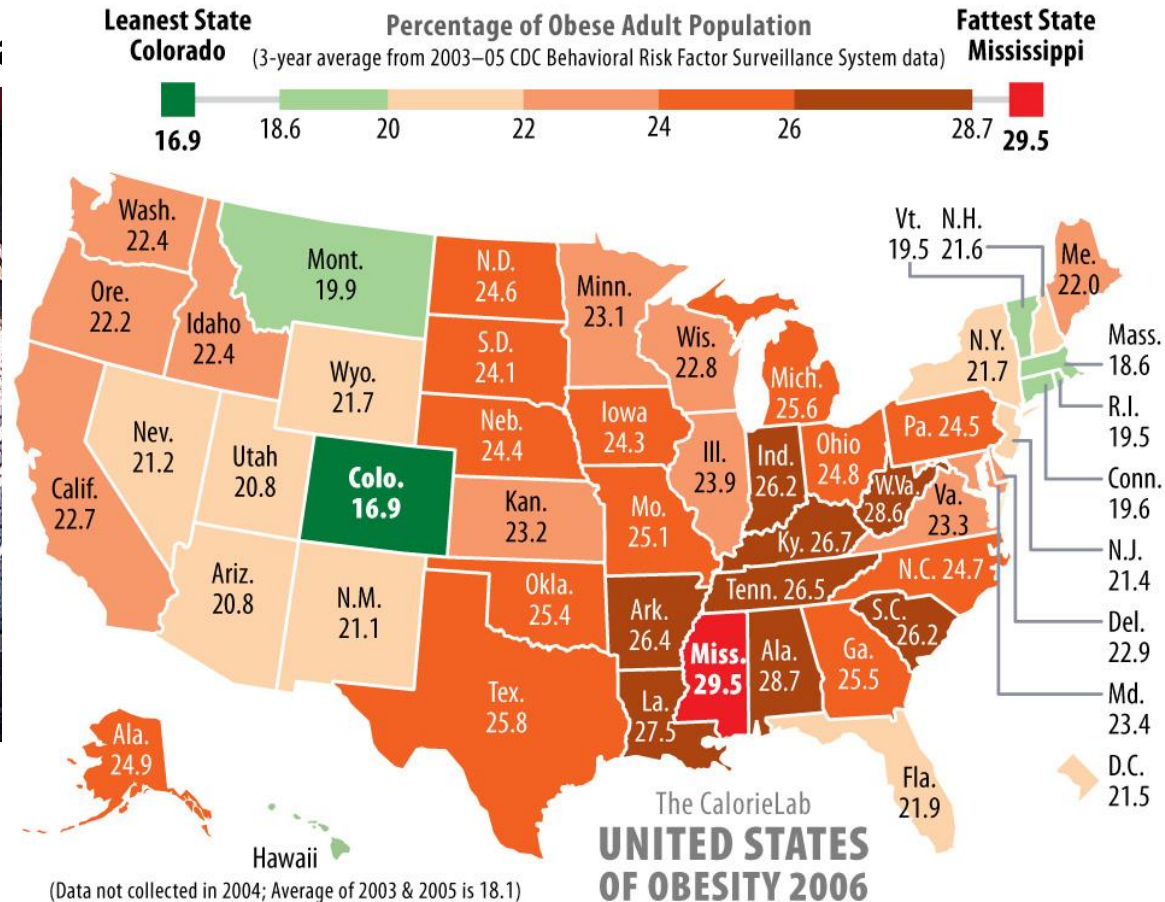 Leanest State
Colorado
Percentage of Obese Adult Population
(3-year average from 2003–05 CDC Behavioral Risk Factor Surveillance System data)
Fattest State
Mississippi
16.9
18.6
20
22
24
26
28.7
29.5
Wash.
22.4
Ore.
22.2
Idaho
22.4
Mont.
19.9
N.D.
24.6
Minn.
23.1
Vt.
19.5
N.H.
21.6
Me.
22.0
S.D.
24.1
Wis.
22.8
Mich.
25.6
N.Y.
21.7
Mass.
18.6
R.I.
19.5
Conn.
19.6
Wyo.
21.7
Nev.
21.2
Utah
20.8
Colo.
16.9
Calif.
22.7
Neb.
24.4
Iowa
24.3
Ill.
23.9
Ind.
26.2
Ohio
24.8
Pa. 24.5
W.Va.
28.6
Va.
23.3
Kan.
23.2
Mo.
25.1
Ky. 26.7
N.J.
21.4
Ariz.
20.8
N.M.
21.1
Okla.
25.4
Ark.
26.4
Tenn. 26.5
N.C. 24.7
S.C.
26.2
Del.
22.9
Tex.
25.8
La.
27.5
Miss.
29.5
Ala.
28.7
Ga.
25.5
Md.
23.4
Ala.
24.9
Fla.
21.9
D.C.
21.5
Hawaii
(Data not collected in 2004; Average of 2003 & 2005 is 18.1)
The CalorieLab
UNITED STATES
OF OBESITY 2006